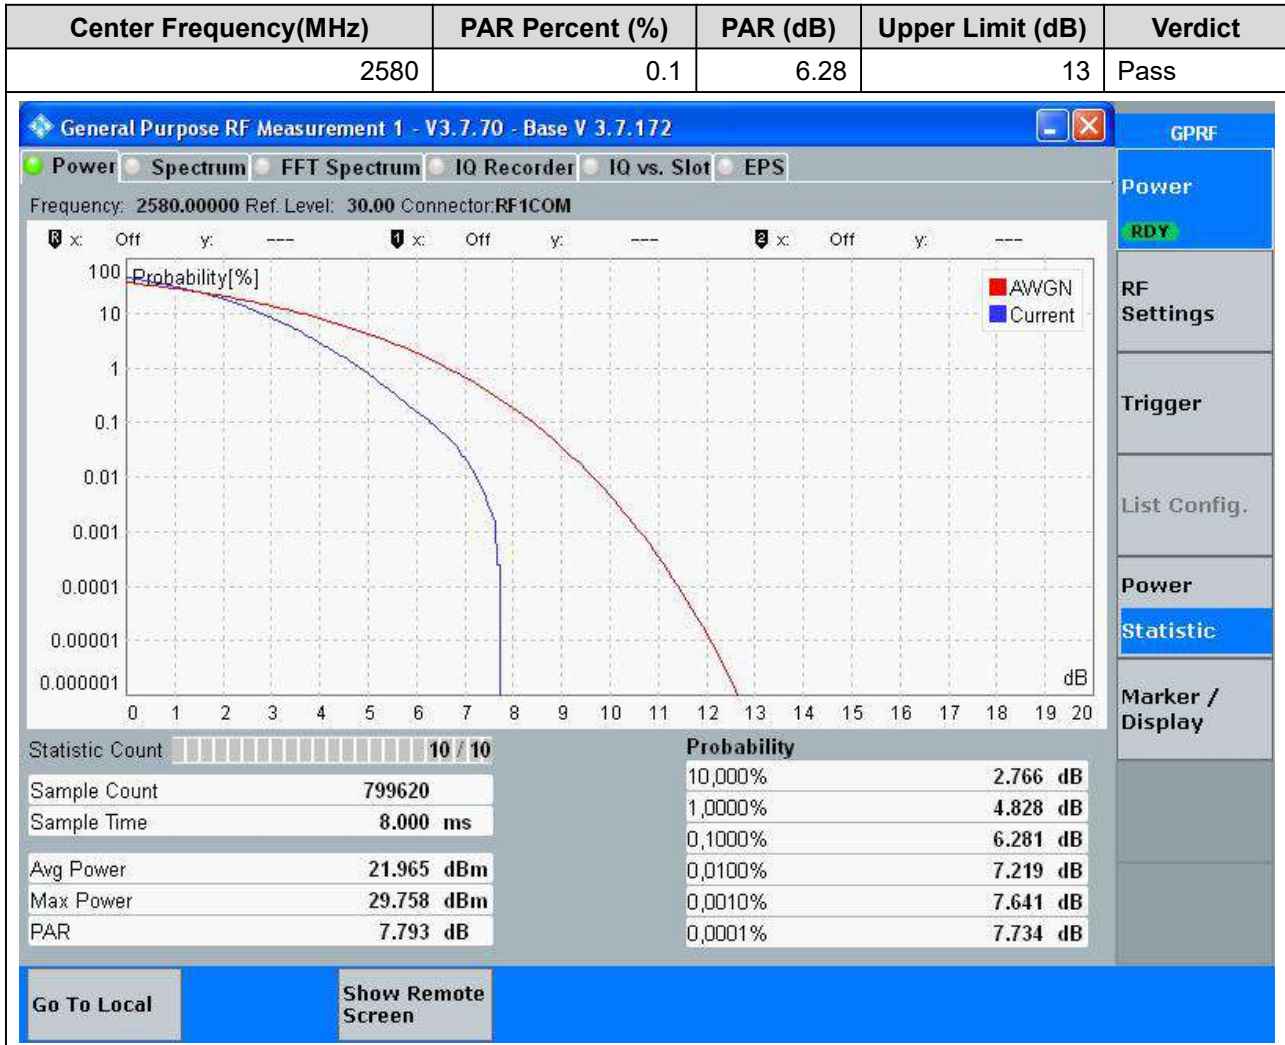 Center Frequency(MHz) PAR Percent (%) PAR (dB) Upper Limit (dB) Verdict
2580 0.1 6.28 13 Pass
General Purpose RF Measurement 1 - V3.7.70 - Base V 3.7.172
GPRF
Power Spectrum FFT Spectrum IQ Recorder IQ vs. Slot EPS
Frequency: 2580.00000 Ref. Level: 30.00 Connector:RF1COM
R x: Off y: --- 1 x: Off y: --- 2 x: Off y: ---
Probability[%]
AWGN
Current
100
10
1
0.1
0.01
0.001
0.0001
0.00001
0.000001
dB
0 1 2 3 4 5 6 7 8 9 10 11 12 13 14 15 16 17 18 19 20
Statistic Count 10 / 10
Sample Count 799620
Sample Time 8.000 ms
Avg Power 21.965 dBm
Max Power 29.758 dBm
PAR 7.793 dB
Probability
10,000% 2.766 dB
1,0000% 4.828 dB
0,1000% 6.281 dB
0,0100% 7.219 dB
0,0010% 7.641 dB
0,0001% 7.734 dB
Power
RDY
RF
Settings
Trigger
List Config.
Power
Statistic
Marker /
Display
Go To Local
Show Remote
Screen